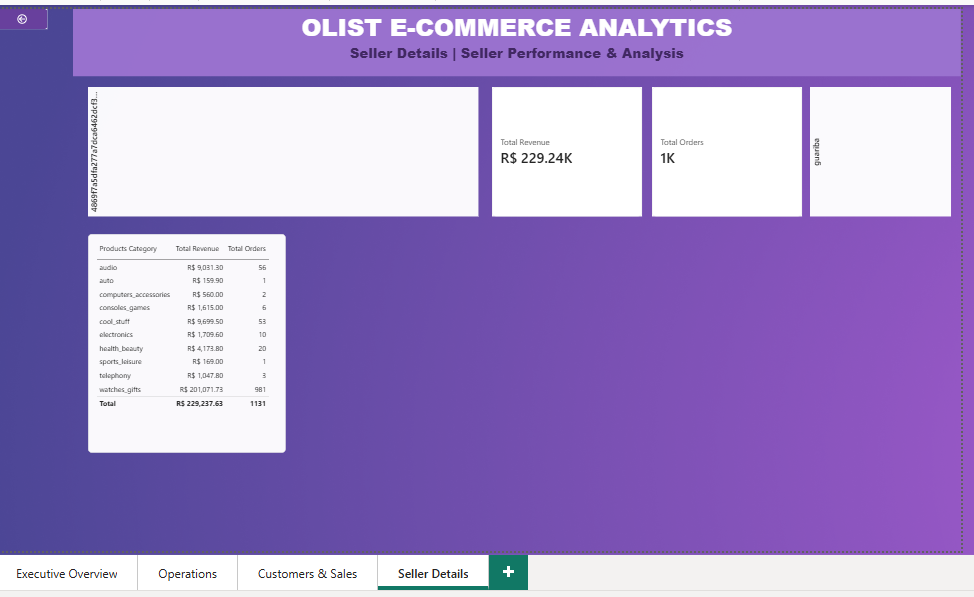 OLIST E-COMMERCE ANALYTICS
Seller Details | Seller Performance & Analysis
4869f7a5dfa277a7dca6462dcf3...
Total Revenue
R$ 229.24K
Total Orders
1K
guariba
Products Category Total Revenue Total Orders
audio R$ 9,031.30 56
auto R$ 159.90 1
computers_accessories R$ 560.00 2
consoles_games R$ 1,615.00 6
cool_stuff R$ 9,699.50 53
electronics R$ 1,709.60 10
health_beauty R$ 4,173.80 20
sports_leisure R$ 169.00 1
telephony R$ 1,047.80 3
watches_gifts R$ 201,071.73 981
Total R$ 229,237.63 1131
Executive Overview Operations Customers & Sales Seller Details +